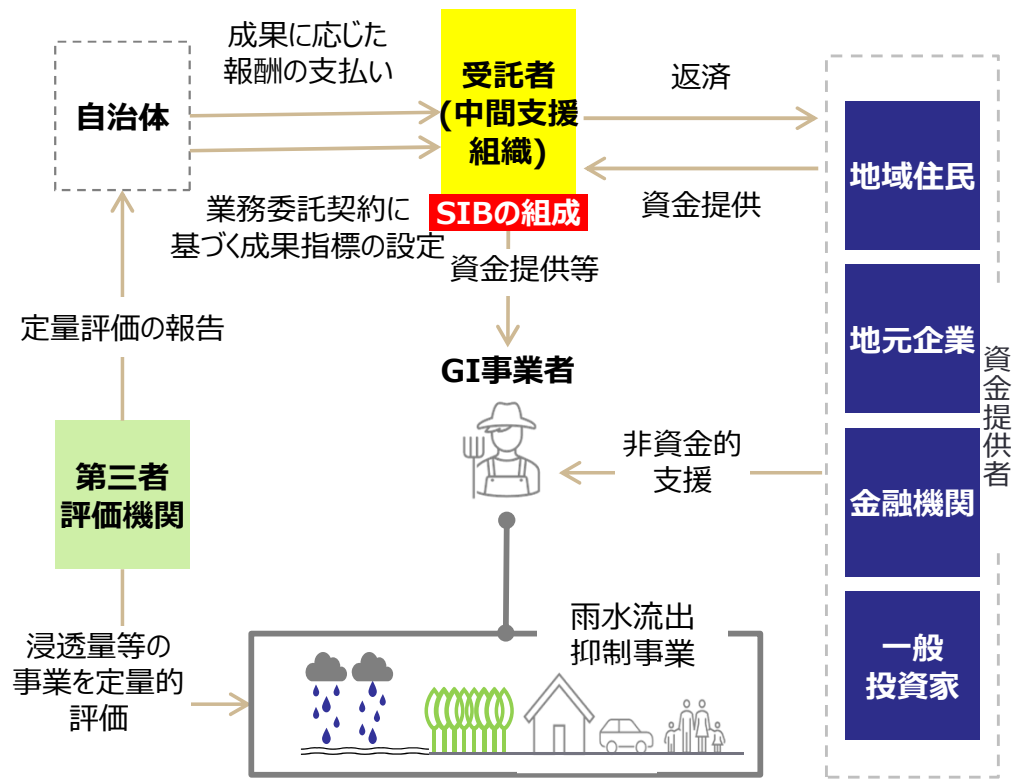 成果に応じた
報酬の支払い
自治体
受託者
(中間支援
組織)
SIBの組成
返済
資金提供
業務委託契約に
基づく成果指標の設定
資金提供等
定量評価の報告
GI事業者
第三者
評価機関
非資金的
支援
浸透量等の
事業を定量的
評価
雨水流出
抑制事業
地域住民
地元企業
金融機関
一般
投資家
資金提供者